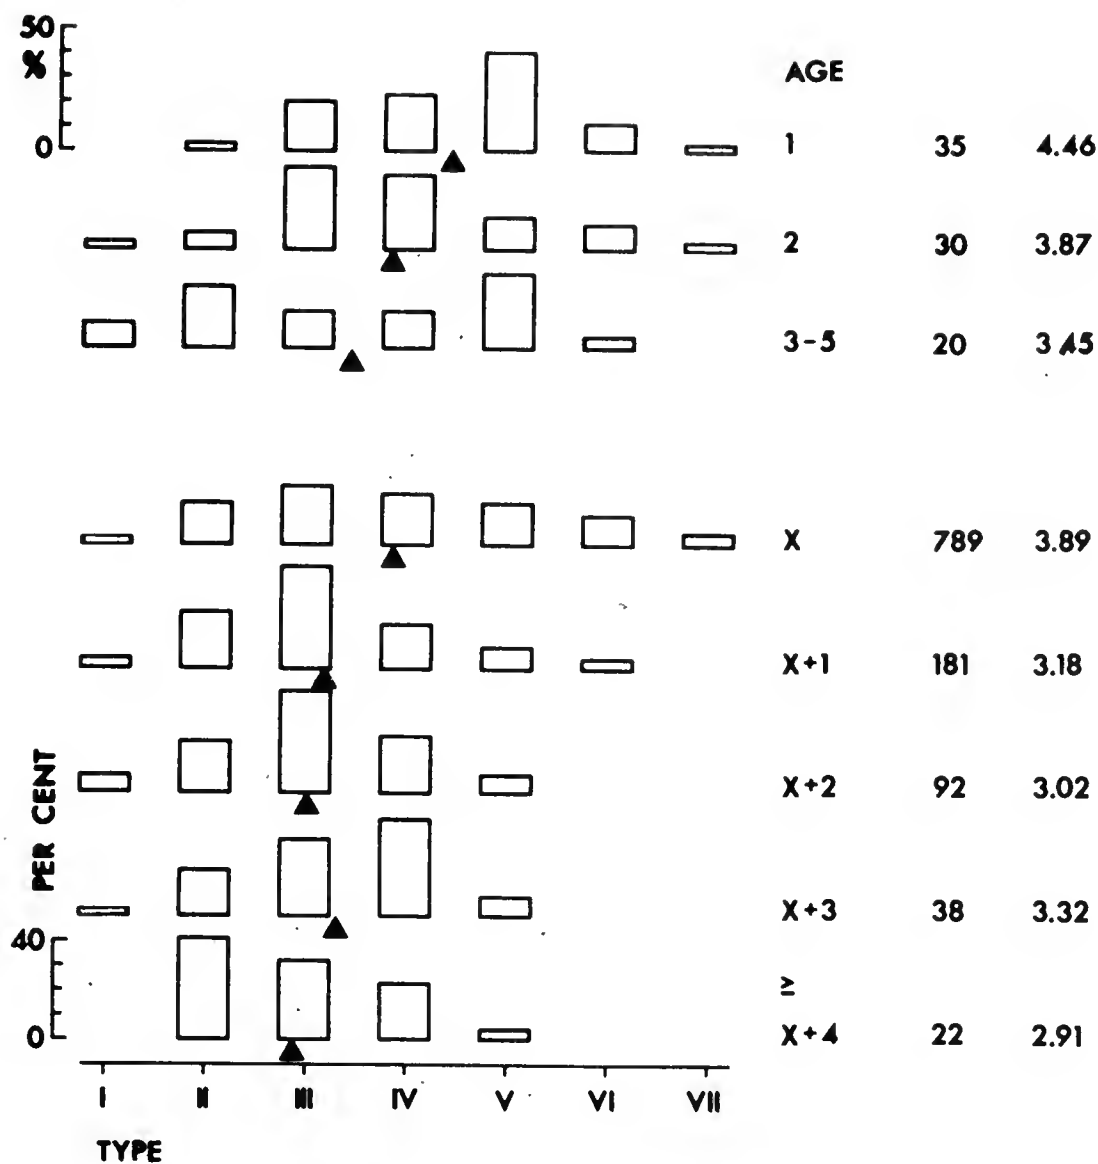 50
%
0
AGE
1 35 4.46
2 30 3.87
3-5 20 3.45
X 789 3.89
X+1 181 3.18
X+2 92 3.02
X+3 38 3.32
≥
X+4 22 2.91
PER CENT
40
0
I II III IV V VI VII
TYPE